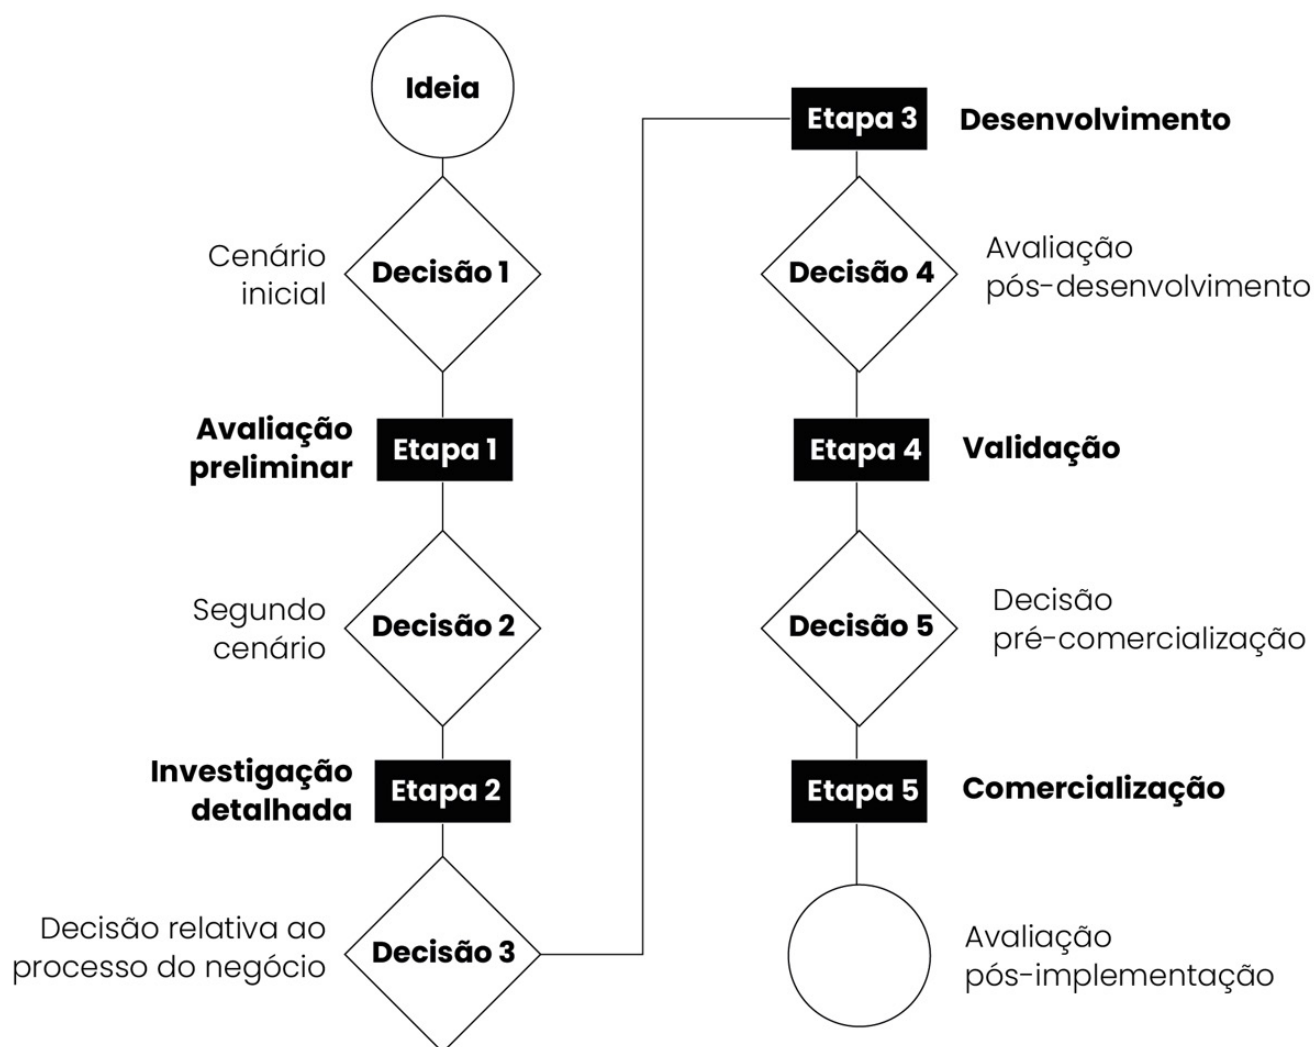 Ideia
Cenário
inicial
Decisão 1
Avaliação
preliminar
Etapa 1
Segundo
cenário
Decisão 2
Investigação
detalhada
Etapa 2
Decisão relativa ao
processo do negócio
Decisão 3
Etapa 3
Desenvolvimento
Decisão 4
Avaliação
pós-desenvolvimento
Etapa 4
Validação
Decisão 5
Decisão
pré-comercialização
Etapa 5
Comercialização
Avaliação
pós-implementação